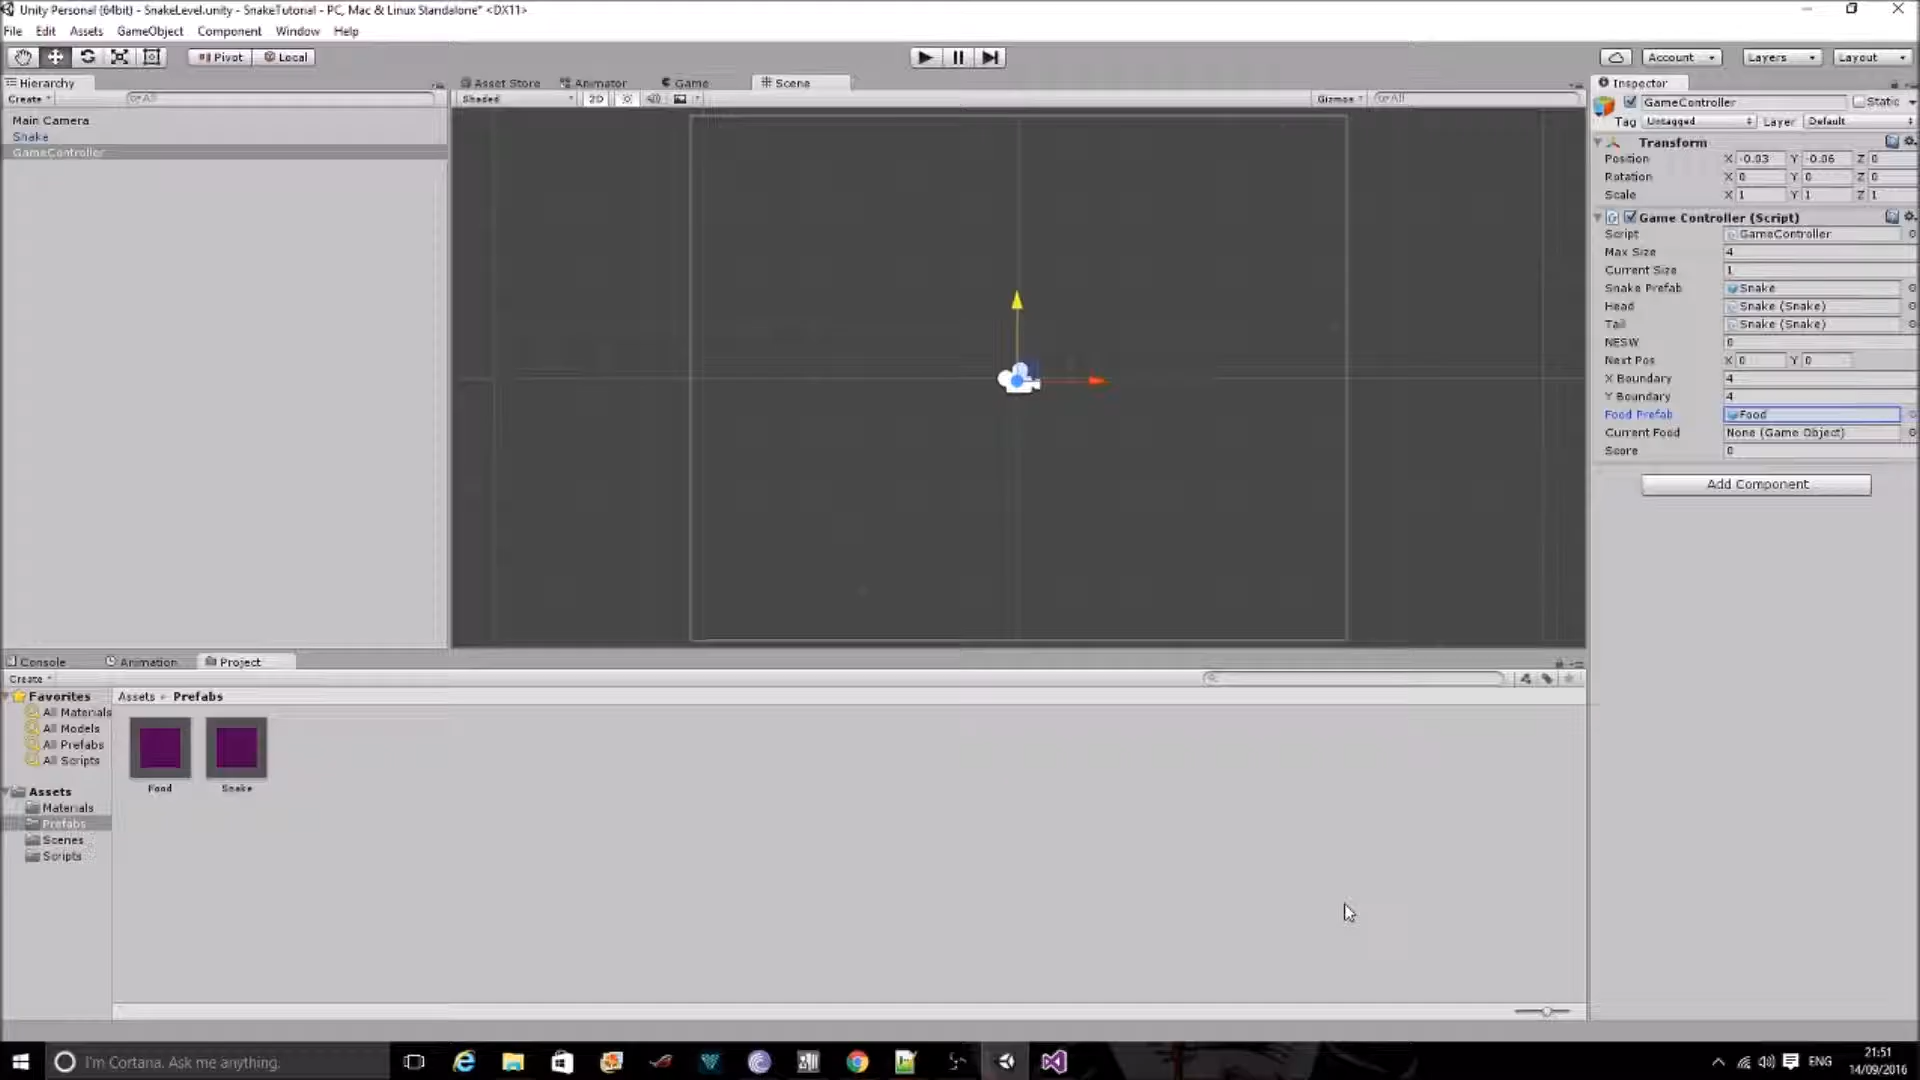 Unity Personal (64bit) - SnakeLevel.unity - SnakeTutorial - PC, Mac & Linux Standalone* <DX11>
File Edit Assets GameObject Component Window Help
Pivot Local Account Layers Layout
Hierarchy Asset Store Animator Game Scene Inspector
Create All Shaded 2D Gizmos All GameController Static
Main Camera Tag Untagged Layer Default
Snake Transform
GameController Position X -0.03 Y -0.06 Z 0
Rotation X 0 Y 0 Z 0
Scale X 1 Y 1 Z 1
Game Controller (Script)
Script GameController
Max Size 4
Current Size 1
Snake Prefab Snake
Head Snake (Snake)
Tail Snake (Snake)
NESW 0
Next Pos X 0 Y 0
X Boundary 4
Y Boundary 4
Food Prefab Food
Current Food None (Game Object)
Score 0
Add Component
Console Animation Project
Create
Favorites Assets Prefabs
All Materials
All Models
All Prefabs
All Scripts
Food Snake
Assets
Materials
Prefabs
Scenes
Scripts
I'm Cortana. Ask me anything. ENG 21:51
14/09/2016